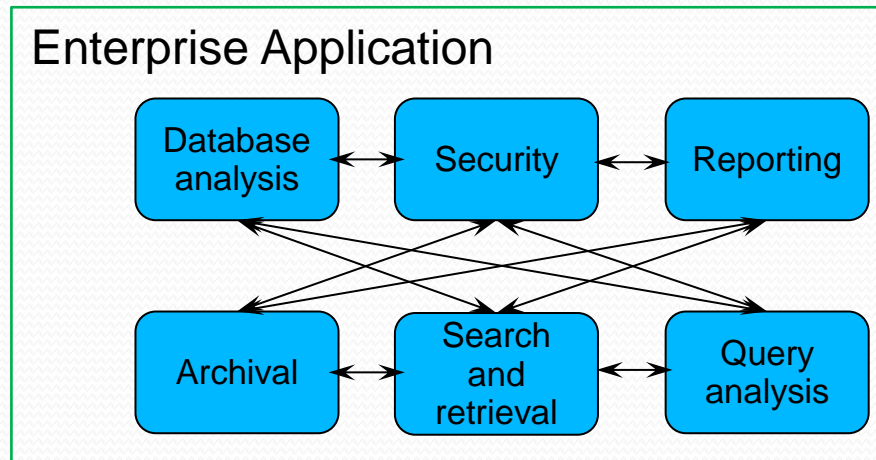 Enterprise Application
Database
analysis
Security
Reporting
Archival
Search
and
retrieval
Query
analysis